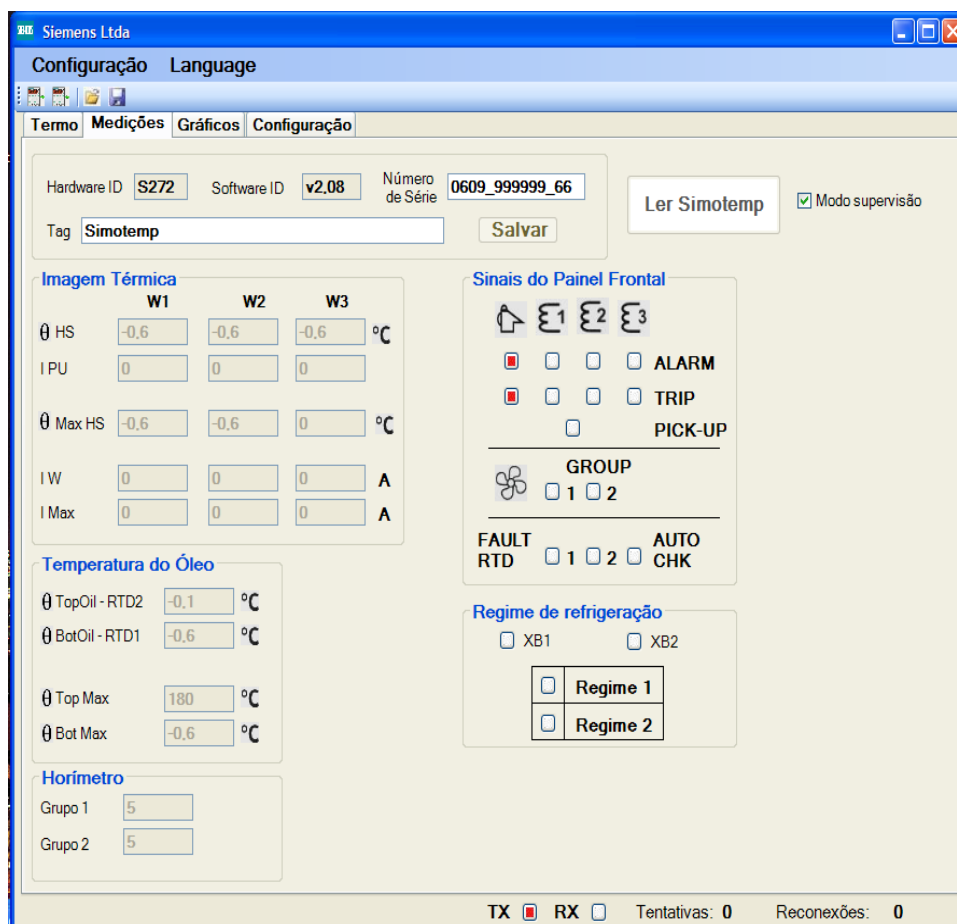 Siemens Ltda
Configuração Language
Termo Medições Gráficos Configuração
Hardware ID S272 Software ID v2.08 Número de Série 0609_999999_66
Tag Simotemp Salvar
Ler Simotemp Modo supervisão
Imagem Térmica
W1 W2 W3
θ HS -0,6 -0,6 -0,6 ºC
I PU 0 0 0
θ Max HS -0,6 -0,6 0 ºC
I W 0 0 0 A
I Max 0 0 0 A
Temperatura do Óleo
θ TopOil - RTD2 -0,1 ºC
θ BotOil - RTD1 -0,6 ºC
θ Top Max 180 ºC
θ Bot Max -0,6 ºC
Horímetro
Grupo 1 5
Grupo 2 5
Sinais do Painel Frontal
1 2 3
ALARM
TRIP
PICK-UP
GROUP
1 2
FAULT RTD 1 2 AUTO CHK
Regime de refrigeração
XB1 XB2
Regime 1
Regime 2
TX RX Tentativas: 0 Reconexões: 0